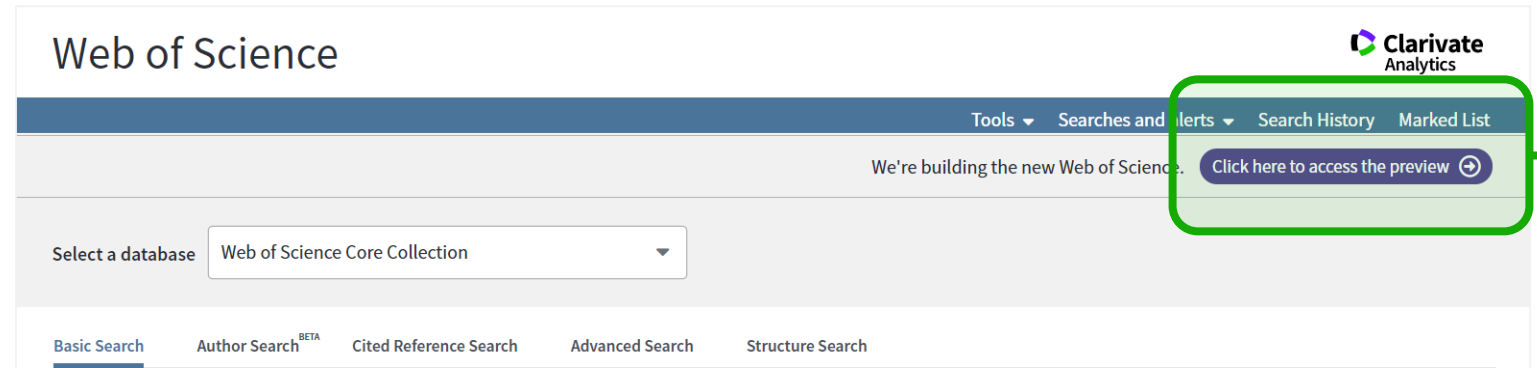 Web of Science
Clarivate
Analytics
Tools Searches and alerts Search History Marked List
We're building the new Web of Science. Click here to access the preview
Select a database Web of Science Core Collection
Basic Search Author Search BETA Cited Reference Search Advanced Search Structure Search